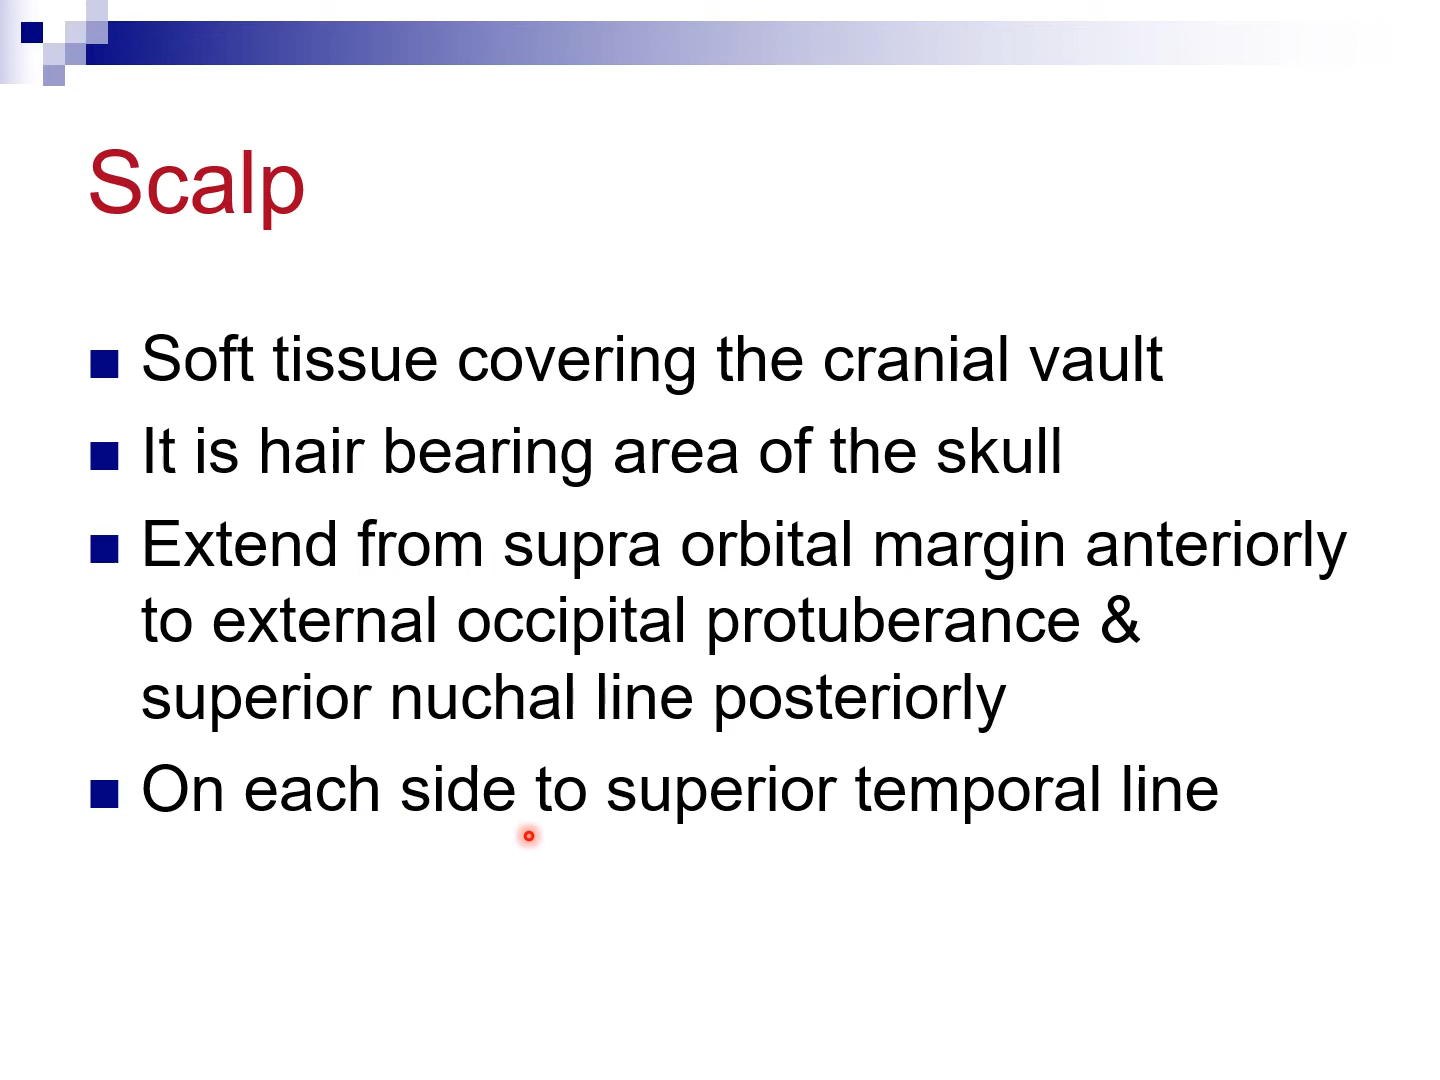 Scalp
Soft tissue covering the cranial vault
It is hair bearing area of the skull
Extend from supra orbital margin anteriorly
to external occipital protuberance &
superior nuchal line posteriorly
On each side to superior temporal line